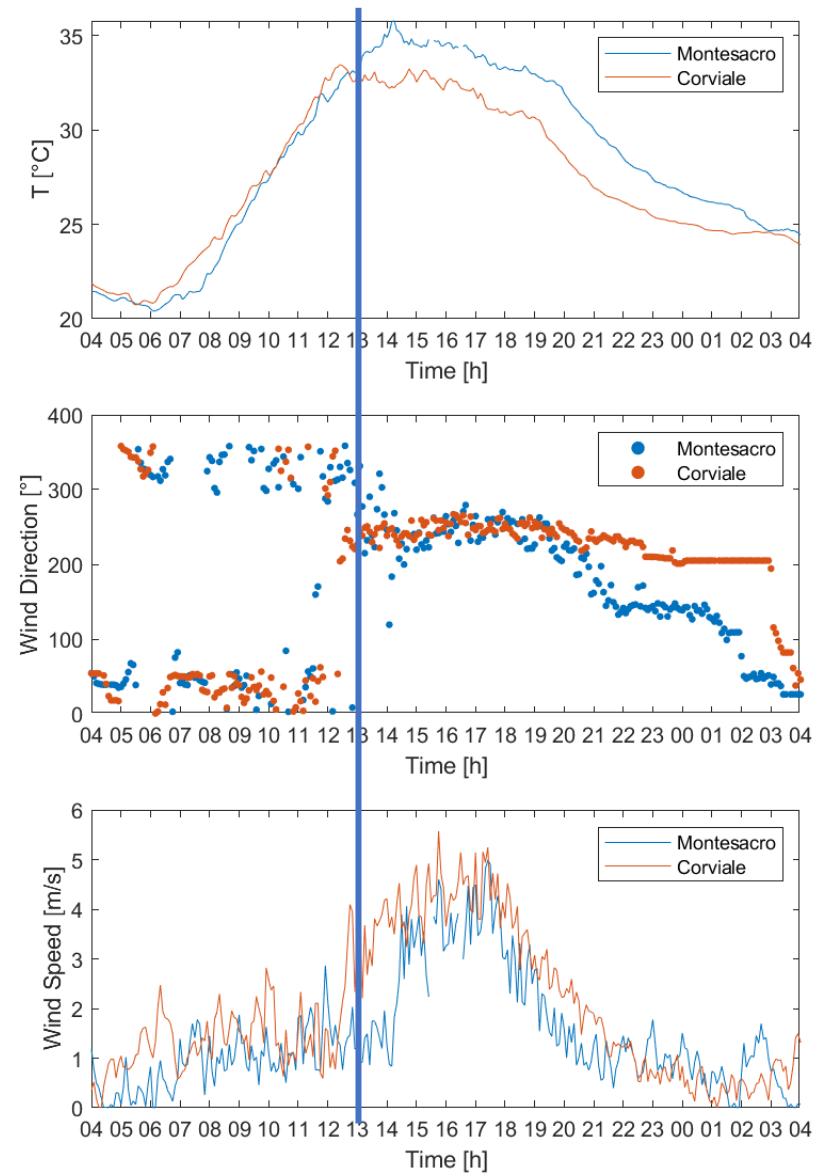 35
30
25
20
T [°C]
Montesacro
Corviale
04 05 06 07 08 09 10 11 12 13 14 15 16 17 18 19 20 21 22 23 00 01 02 03 04
Time [h]
400
300
200
100
0
Wind Direction [°]
Montesacro
Corviale
04 05 06 07 08 09 10 11 12 13 14 15 16 17 18 19 20 21 22 23 00 01 02 03 04
Time [h]
6
5
4
3
2
1
0
Wind Speed [m/s]
Montesacro
Corviale
04 05 06 07 08 09 10 11 12 13 14 15 16 17 18 19 20 21 22 23 00 01 02 03 04
Time [h]